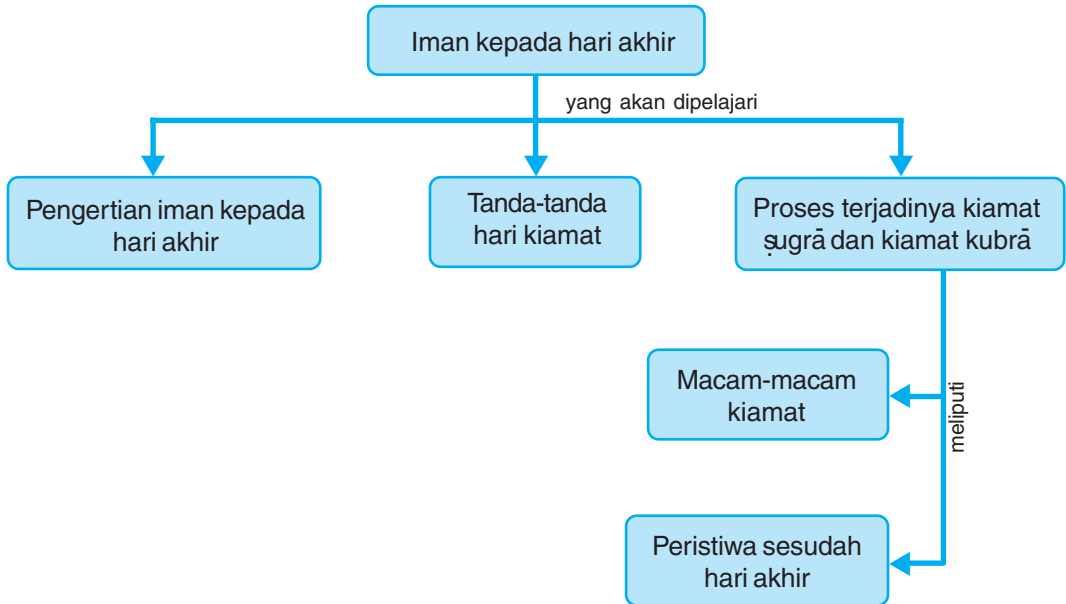 Iman kepada hari akhir
yang akan dipelajari
Pengertian iman kepada
hari akhir
Tanda-tanda
hari kiamat
Proses terjadinya kiamat
ṣugrā dan kiamat kubrā
meliputi
Macam-macam
kiamat
Peristiwa sesudah
hari akhir